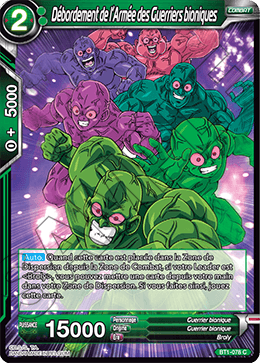 2
Débordement de l'Armée des Guerriers bioniques
COMBAT
0 + 5000
Auto Quand cette carte est placée dans la Zone de
Dispersion depuis la Zone de Combat, si votre Leader est
<Broly>, vous pouvez mettre une carte depuis votre main
dans votre Zone de Dispersion. Si vous faites ainsi, jouez
cette carte.
PUISSANCE
15000
Personnage Guerrier bionique
Origine Guerrier bionique
Ère Broly
BT1-078 C